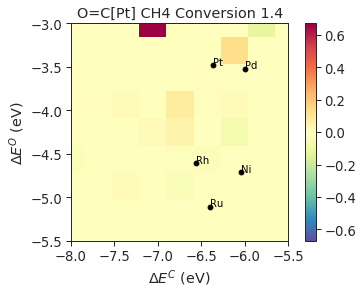 O=C[Pt] CH4 Conversion 1.4
−3.0
−3.5
−4.0
−4.5
−5.0
−5.5
ΔE^O (eV)
Pt
Pd
Rh
Ni
Ru
−8.0 −7.5 −7.0 −6.5 −6.0 −5.5
ΔE^C (eV)
0.6
0.4
0.2
0.0
−0.2
−0.4
−0.6